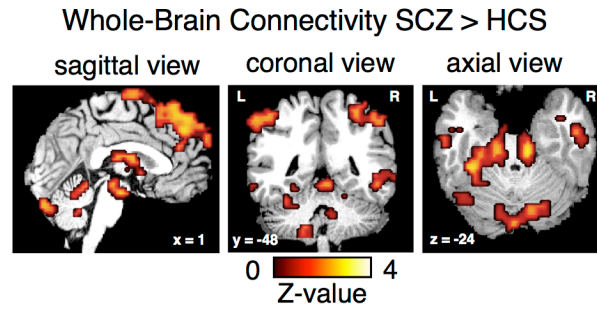 Whole-Brain Connectivity SCZ > HCS
sagittal view coronal view axial view
L R L R
x = 1 y = -48 z = -24
0 4
Z-value